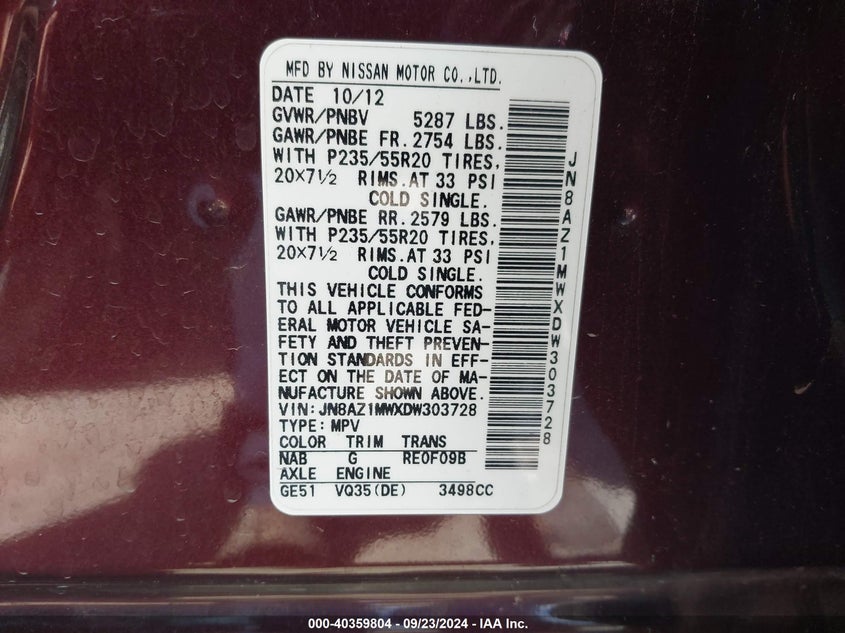 MFD BY NISSAN MOTOR CO.,LTD.
DATE 10/12
GVWR/PNBV 5287 LBS.
GAWR/PNBE FR. 2754 LBS.
WITH P235/55R20 TIRES,
20×7½ RIMS.AT 33 PSI
COLD SINGLE.
GAWR/PNBE RR. 2579 LBS.
WITH P235/55R20 TIRES,
20×7½ RIMS.AT 33 PSI
COLD SINGLE.
THIS VEHICLE CONFORMS
TO ALL APPLICABLE FED-
ERAL MOTOR VEHICLE SA-
FETY AND THEFT PREVEN-
TION STANDARDS IN EFF-
ECT ON THE DATE OF MA-
NUFACTURE SHOWN ABOVE.
VIN: JN8AZ1MWXDW303728
TYPE: MPV
COLOR TRIM TRANS
NAB G RE0F09B
AXLE ENGINE
GE51 VQ35(DE) 3498CC
JN8AZ1MWXDW303728
000-40359804 - 09/23/2024 - IAA Inc.